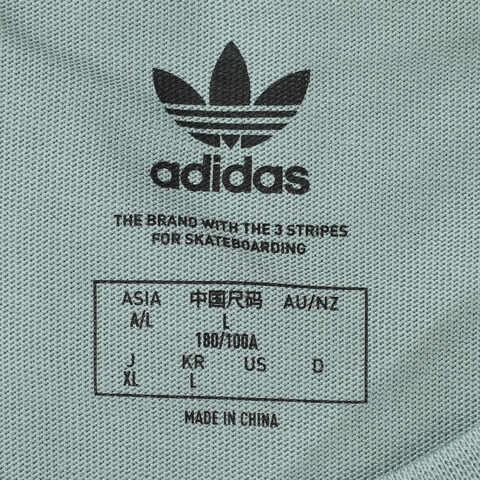 adidas
THE BRAND WITH THE 3 STRIPES
FOR SKATEBOARDING
ASIA 中国尺码 AU/NZ
A/L L
180/100A
J KR US D
XL L
MADE IN CHINA